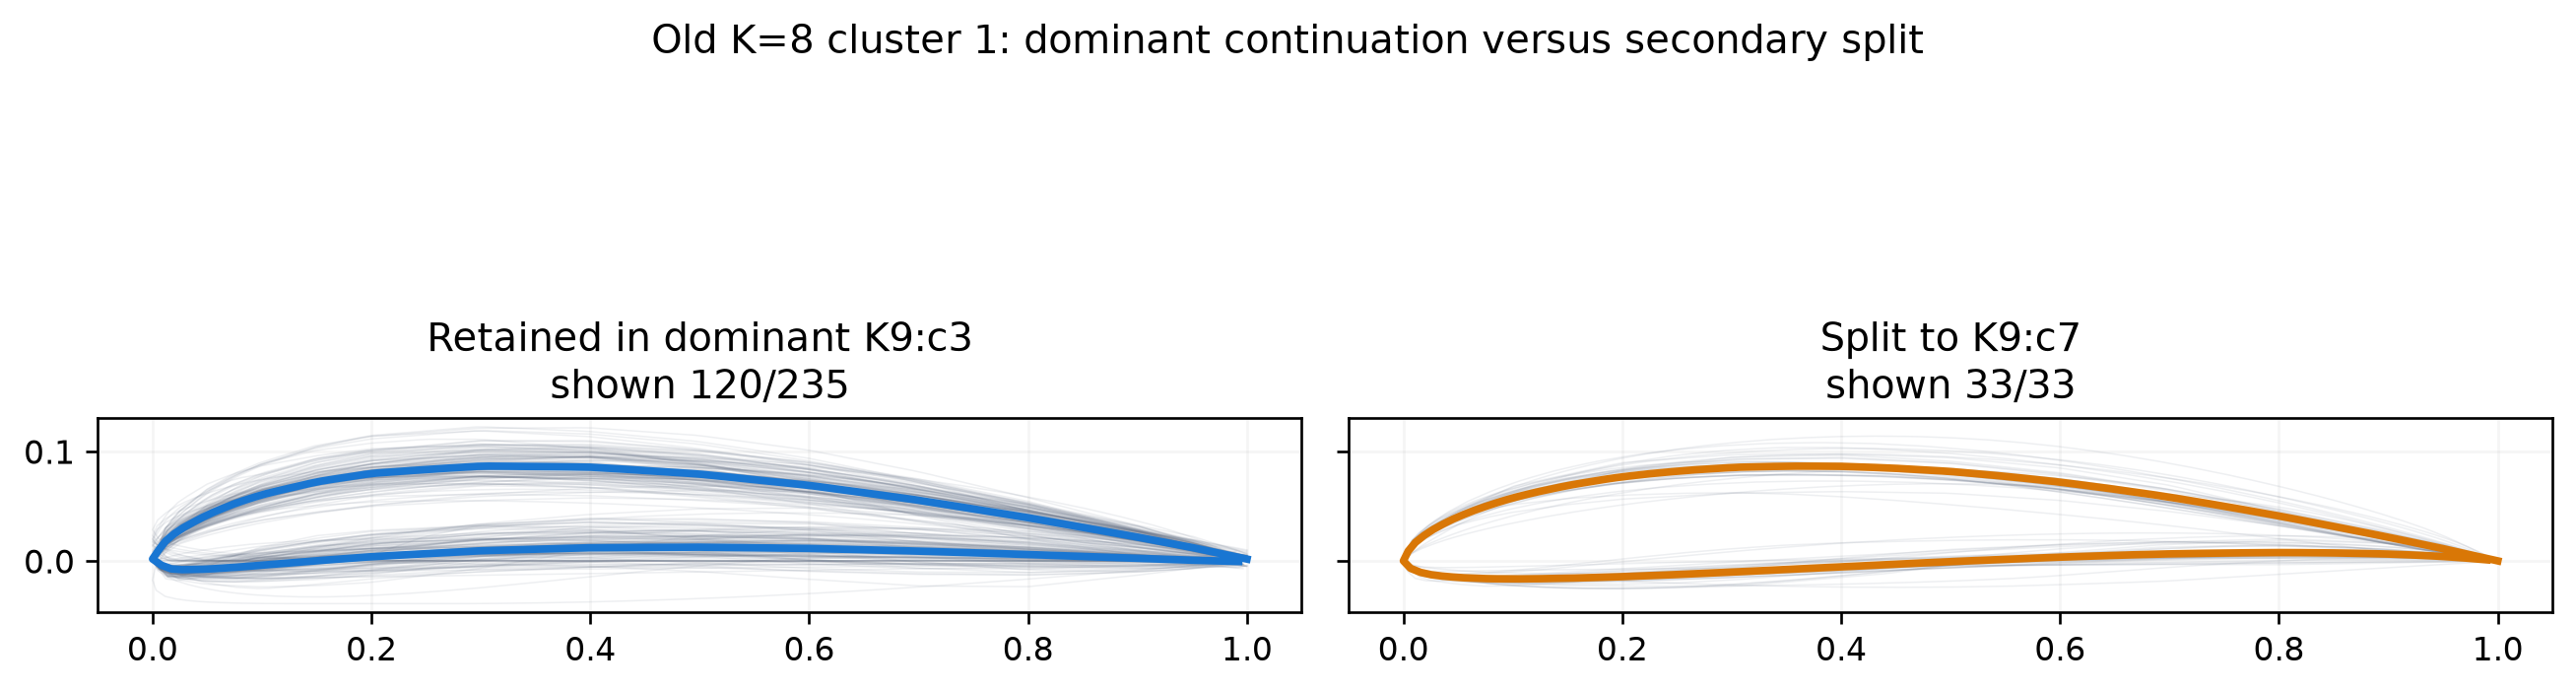 Old K=8 cluster 1: dominant continuation versus secondary split
Retained in dominant K9:c3
shown 120/235
Split to K9:c7
shown 33/33
0.1
0.0
0.0 0.2 0.4 0.6 0.8 1.0
0.0 0.2 0.4 0.6 0.8 1.0